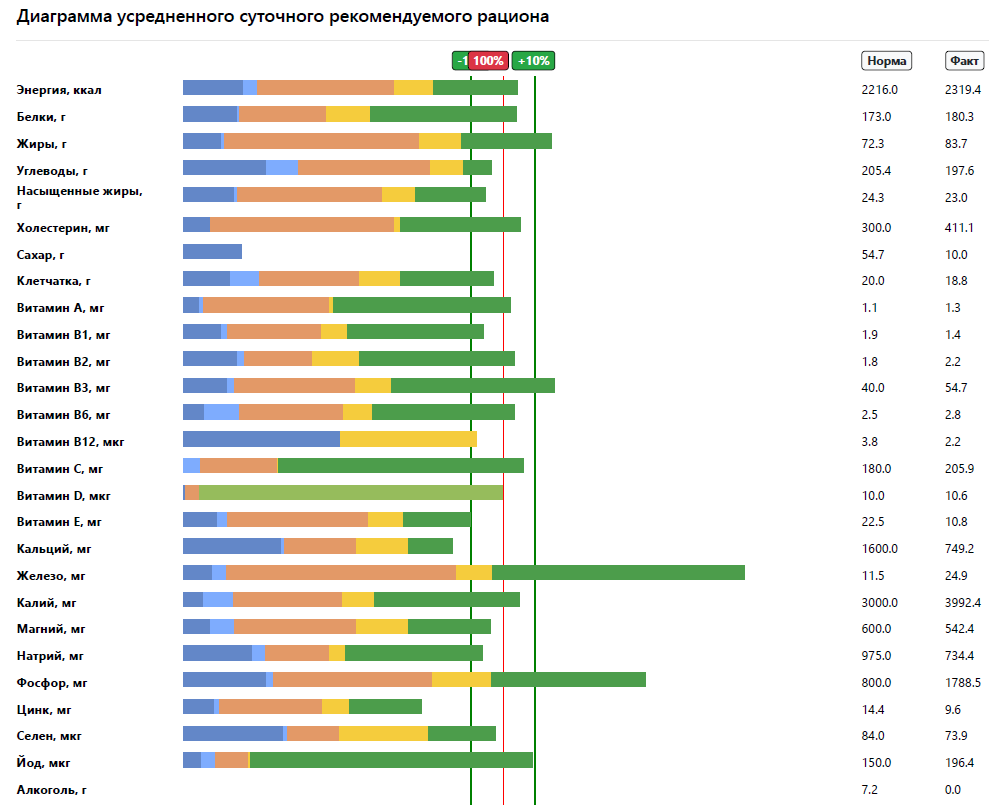 Диаграмма усредненного суточного рекомендуемого рациона
-1 100% +10% Норма Факт
Энергия, ккал 2216.0 2319.4
Белки, г 173.0 180.3
Жиры, г 72.3 83.7
Углеводы, г 205.4 197.6
Насыщенные жиры,
г 24.3 23.0
Холестерин, мг 300.0 411.1
Сахар, г 54.7 10.0
Клетчатка, г 20.0 18.8
Витамин A, мг 1.1 1.3
Витамин B1, мг 1.9 1.4
Витамин B2, мг 1.8 2.2
Витамин B3, мг 40.0 54.7
Витамин B6, мг 2.5 2.8
Витамин B12, мкг 3.8 2.2
Витамин C, мг 180.0 205.9
Витамин D, мкг 10.0 10.6
Витамин E, мг 22.5 10.8
Кальций, мг 1600.0 749.2
Железо, мг 11.5 24.9
Калий, мг 3000.0 3992.4
Магний, мг 600.0 542.4
Натрий, мг 975.0 734.4
Фосфор, мг 800.0 1788.5
Цинк, мг 14.4 9.6
Селен, мкг 84.0 73.9
Йод, мкг 150.0 196.4
Алкоголь, г 7.2 0.0